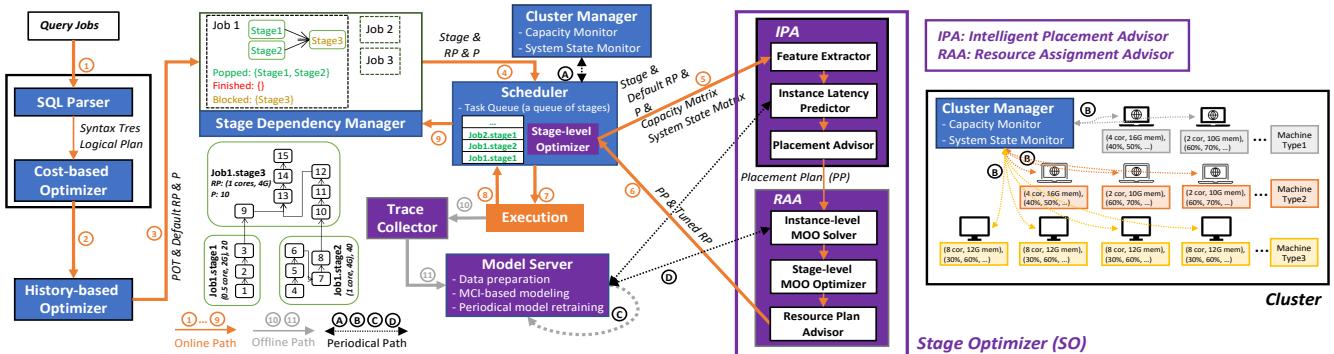 Query Jobs
1
SQL Parser
Syntax Tres
Logical Plan
Cost-based
Optimizer
2
History-based
Optimizer
3
POT & Default RP & P
Job 1
Stage1
Stage2
Stage3
Popped: {Stage1, Stage2}
Finished: {}
Blocked: {Stage3}
Job 2
Job 3
Stage Dependency Manager
Job1.stage3
RP: (1 cores, 4G)
P: 10
15
14
13
12
11
10
9
Job1.stage1
(0.5 core, 2G), 20
3
2
1
6
5
4
8
7
Job1.stage2
(1 core, 4G), 40
1 ... 9
Online Path
10 11
Offline Path
A B C D
Periodical Path
Stage &
RP & P
4
Cluster Manager
- Capacity Monitor
- System State Monitor
A
Scheduler
- Task Queue (a queue of stages)
...
Job2.stage1
Job1.stage2
Job1.stage1
Stage-level
Optimizer
9
8
7
Execution
10
Trace
Collector
11
Model Server
- Data preparation
- MCI-based modeling
- Periodical model retraining
C
D
Stage &
Default RP &
P &
Capacity Matrix
System State Matrix
5
6
PP & Tuned RP
IPA
Feature Extractor
Instance Latency
Predictor
Placement Advisor
Placement Plan (PP)
RAA
Instance-level
MOO Solver
Stage-level
MOO Optimizer
Resource Plan
Advisor
Stage Optimizer (SO)
IPA: Intelligent Placement Advisor
RAA: Resource Assignment Advisor
Cluster Manager
- Capacity Monitor
- System State Monitor
B
(4 cor, 16G mem)
(40%, 50%, ...)
(2 cor, 10G mem)
(60%, 70%, ...)
...
Machine
Type1
B
B
(4 cor, 16G mem)
(40%, 50%, ...)
(2 cor, 10G mem)
(60%, 70%, ...)
(2 cor, 10G mem)
(60%, 70%, ...)
...
Machine
Type2
(8 cor, 12G mem)
(30%, 60%, ...)
(8 cor, 12G mem)
(30%, 60%, ...)
(8 cor, 12G mem)
(30%, 60%, ...)
(8 cor, 12G mem)
(30%, 60%, ...)
...
Machine
Type3
Cluster